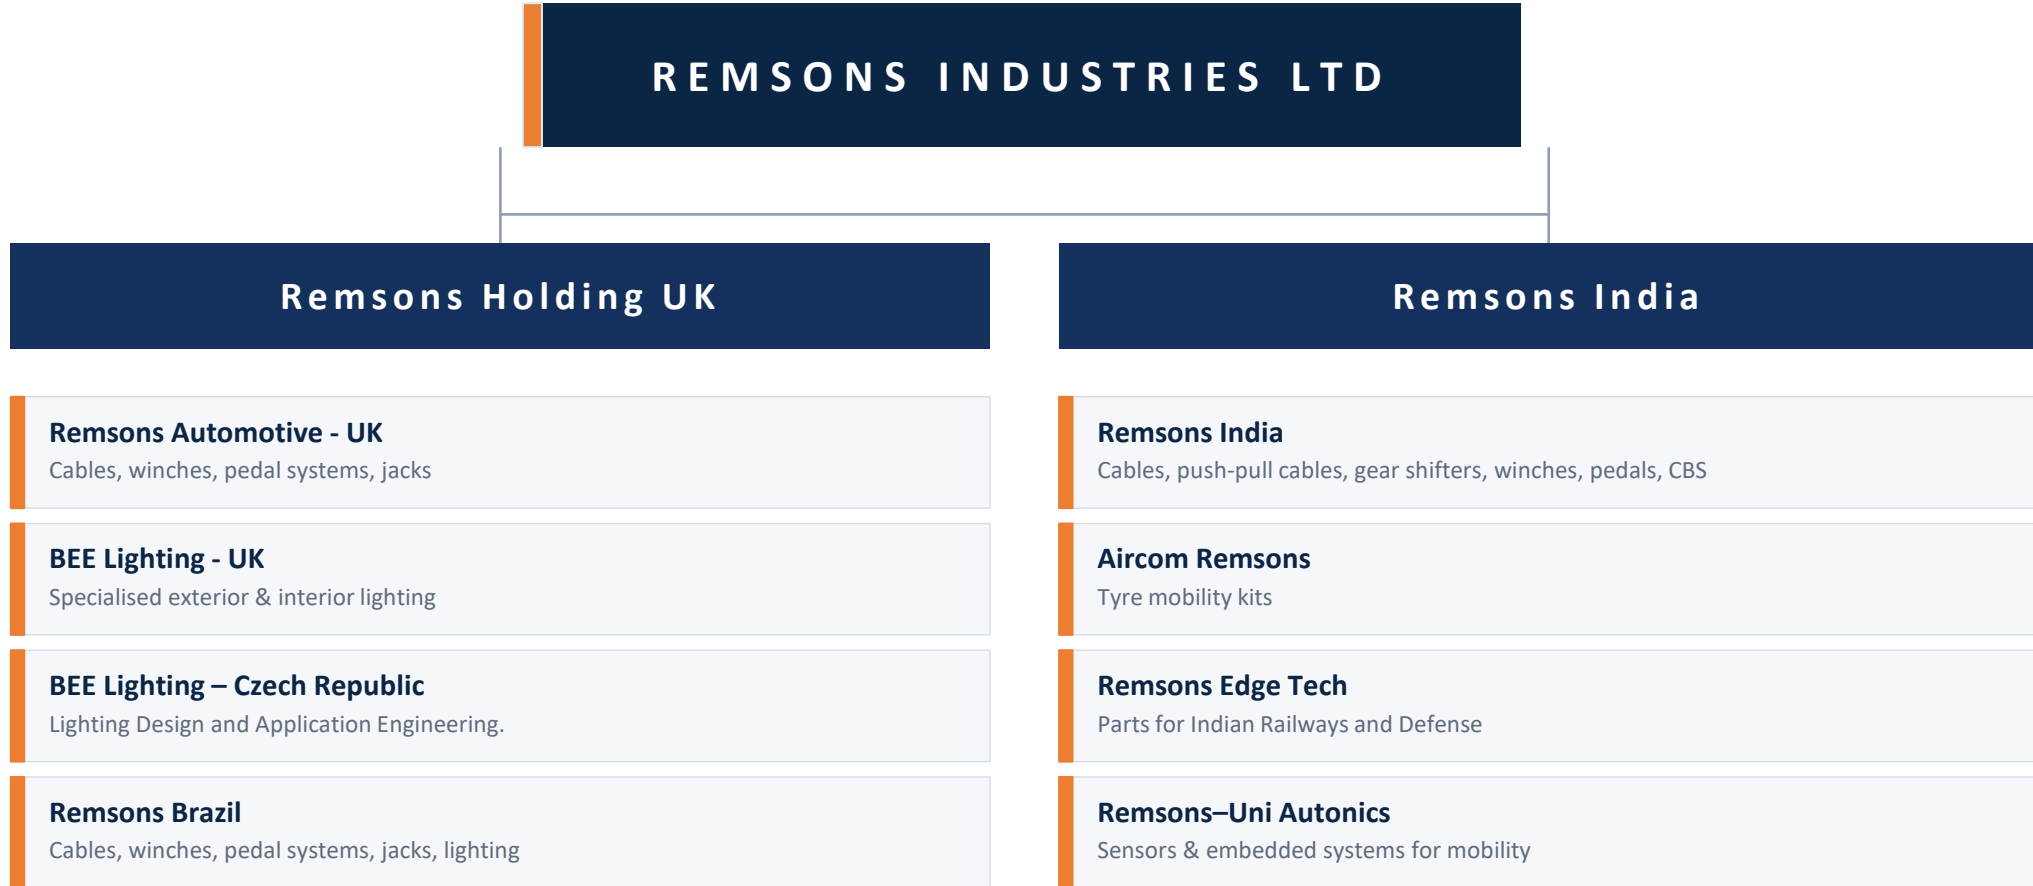 REMSONS INDUSTRIES LTD
Remsons Holding UK
Remsons Automotive - UK
Cables, winches, pedal systems, jacks
BEE Lighting - UK
Specialised exterior & interior lighting
BEE Lighting – Czech Republic
Lighting Design and Application Engineering.
Remsons Brazil
Cables, winches, pedal systems, jacks, lighting
Remsons India
Remsons India
Cables, push-pull cables, gear shifters, winches, pedals, CBS
Aircom Remsons
Tyre mobility kits
Remsons Edge Tech
Parts for Indian Railways and Defense
Remsons–Uni Autonics
Sensors & embedded systems for mobility